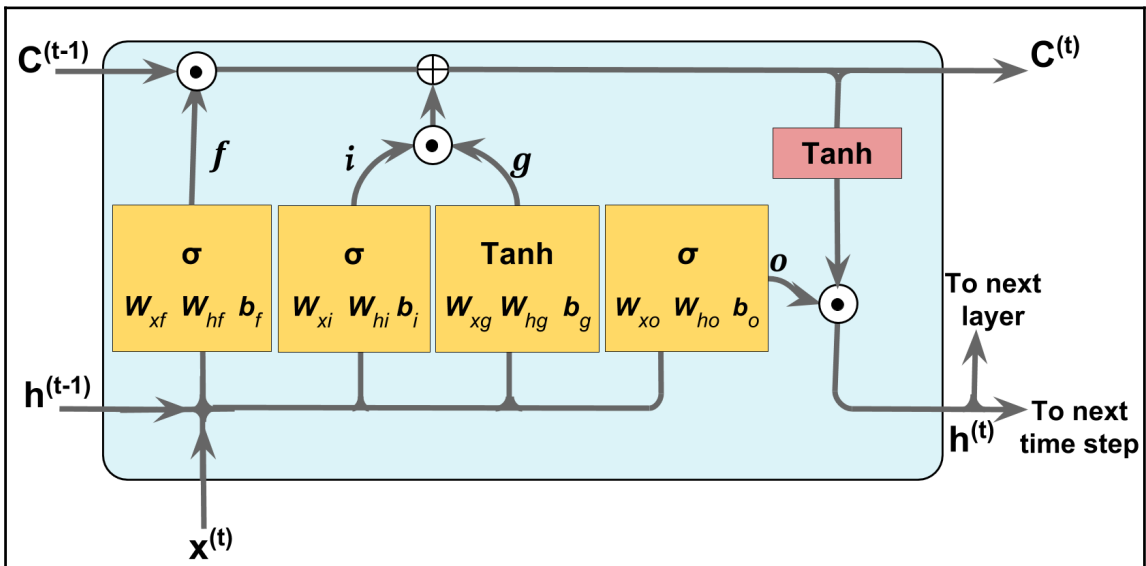 C(t-1)
C(t)
f
i
g
Tanh
σ
σ
Tanh
σ
o
Wxf Whf bf
Wxi Whi bi
Wxg Whg bg
Wxo Who bo
To next
layer
h(t-1)
To next
time step
h(t)
x(t)